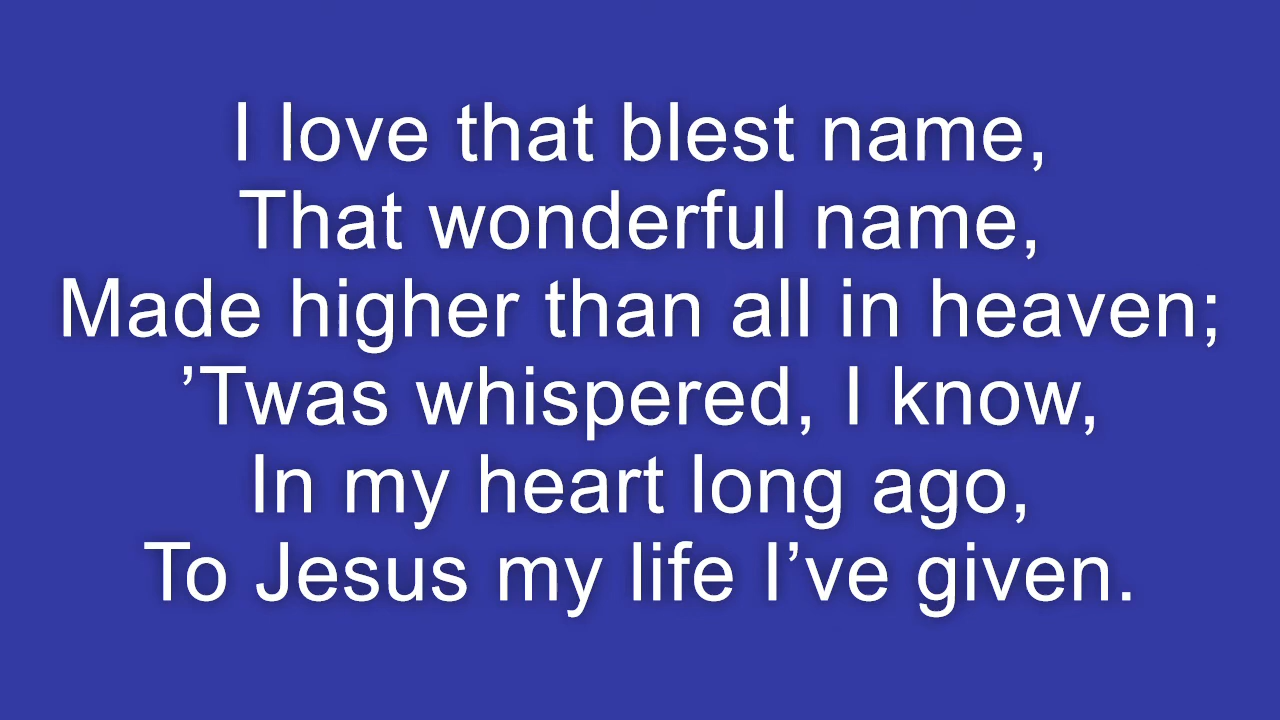 I love that blest name,
That wonderful name,
Made higher than all in heaven;
’Twas whispered, I know,
In my heart long ago,
To Jesus my life I’ve given.